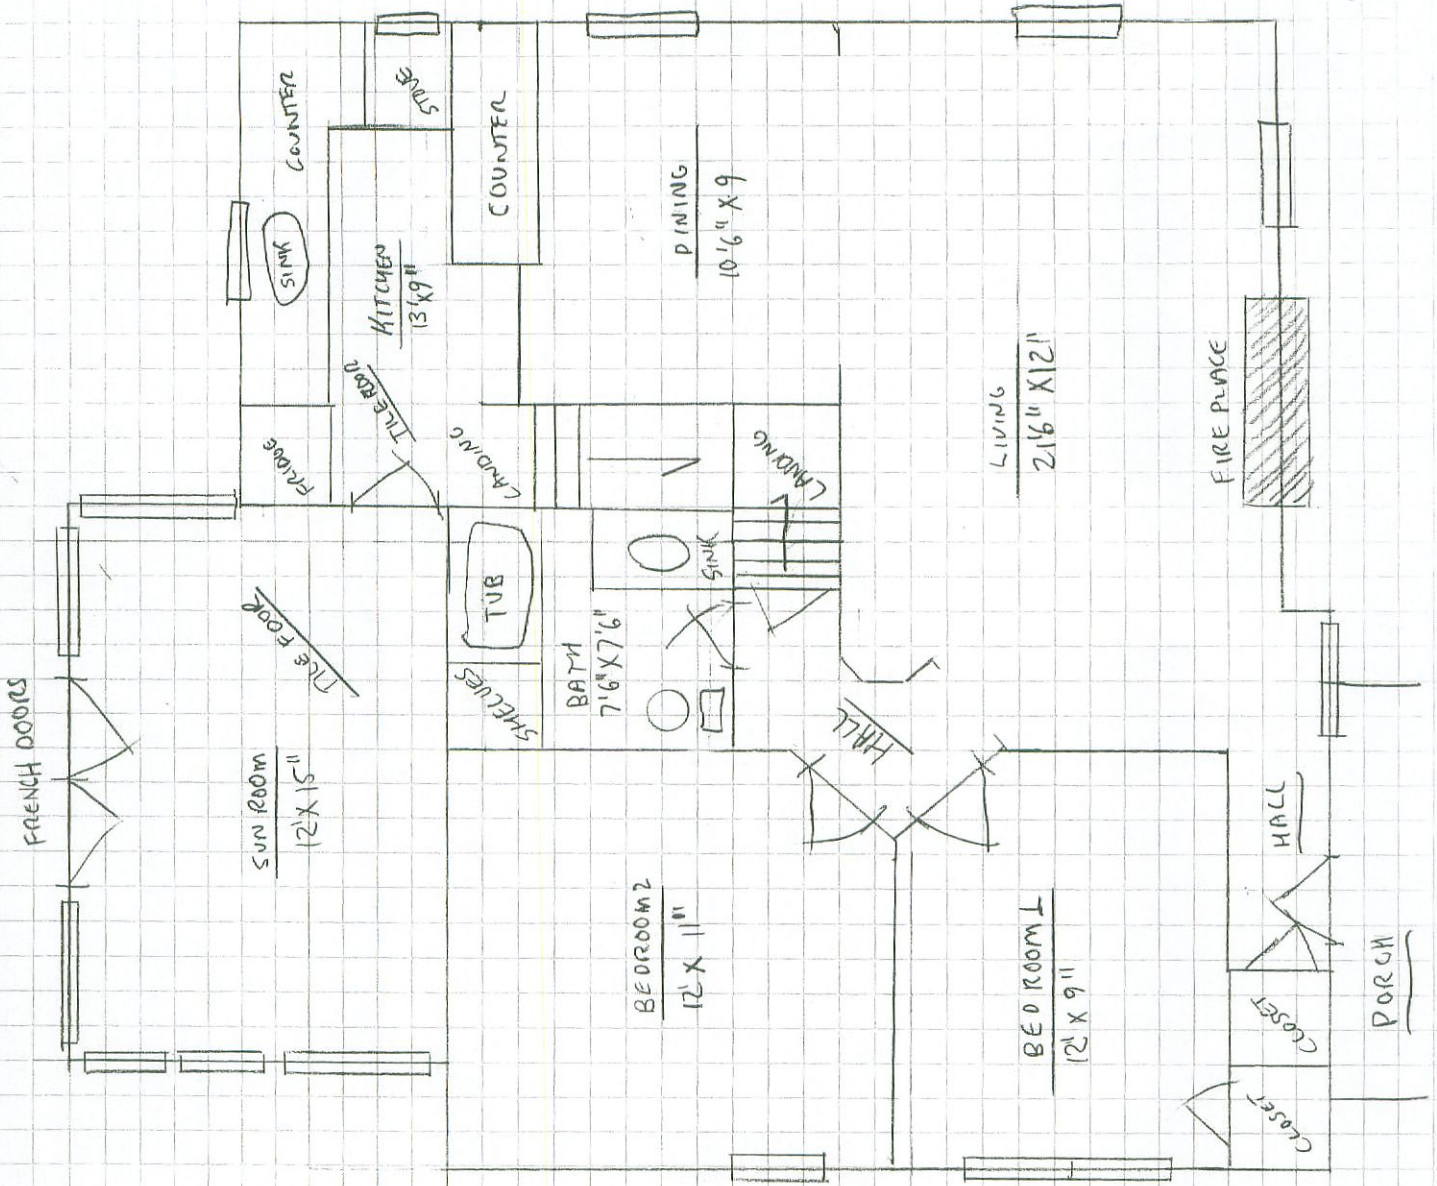 COUNTER
STOVE
COUNTER
SINK
KITCHEN
13'X9"
DINING
10'6" X 9
FRIDGE
TILE FLOOR
LANDING
LANDING
LIVING
21'6" X 12'
FIRE PLACE
FRENCH DOORS
TILE FOOR
SUN ROOM
12' X 15"
TUB
SHELVES
BATH
7'6" X 7'6"
SINK
HALL
BEDROOM 2
12' X 11"
BEDROOM 1
12' X 9"
HALL
CLOSET
CLOSET
PORCH